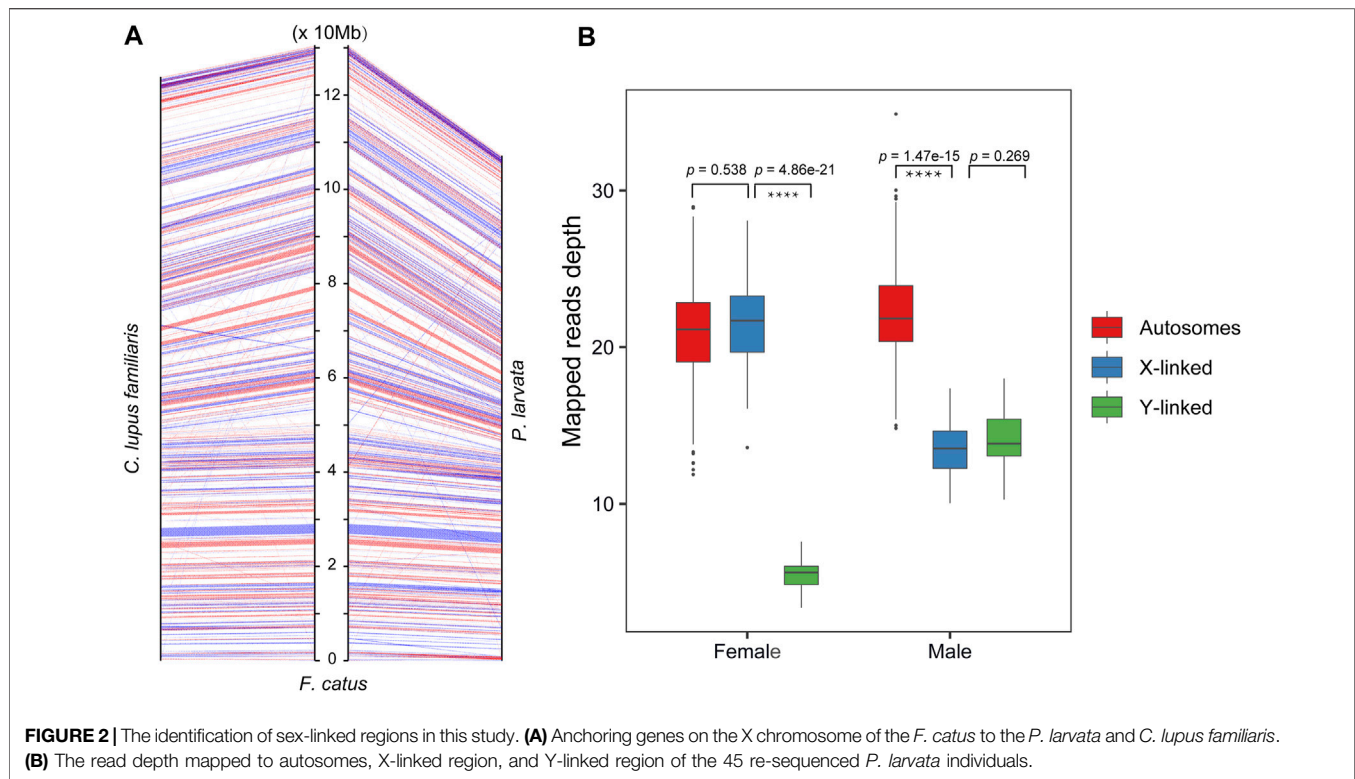 A
(x 10Mb)
12
10
8
6
4
2
0
C. lupus familiaris
P. larvata
F. catus
B
Mapped reads depth
30
20
10
p = 0.538 p = 4.86e-21
****
p = 1.47e-15 p = 0.269
****
Female Male
Autosomes
X-linked
Y-linked
FIGURE 2 | The identification of sex-linked regions in this study. (A) Anchoring genes on the X chromosome of the F. catus to the P. larvata and C. lupus familiaris.
(B) The read depth mapped to autosomes, X-linked region, and Y-linked region of the 45 re-sequenced P. larvata individuals.